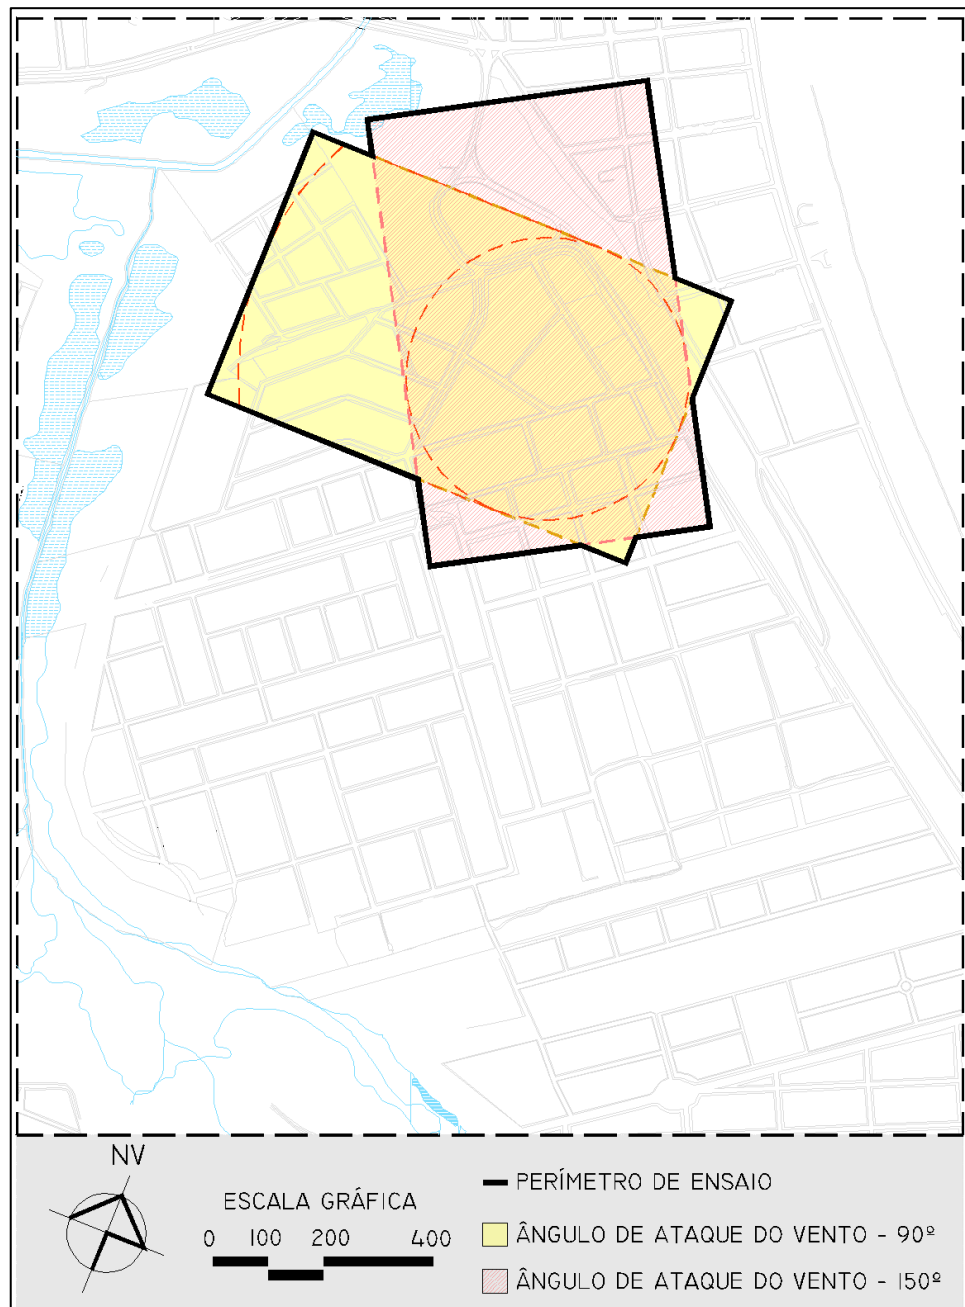 NV
ESCALA GRÁFICA
0 100 200 400
PERÍMETRO DE ENSAIO
ÂNGULO DE ATAQUE DO VENTO - 90º
ÂNGULO DE ATAQUE DO VENTO - 150º